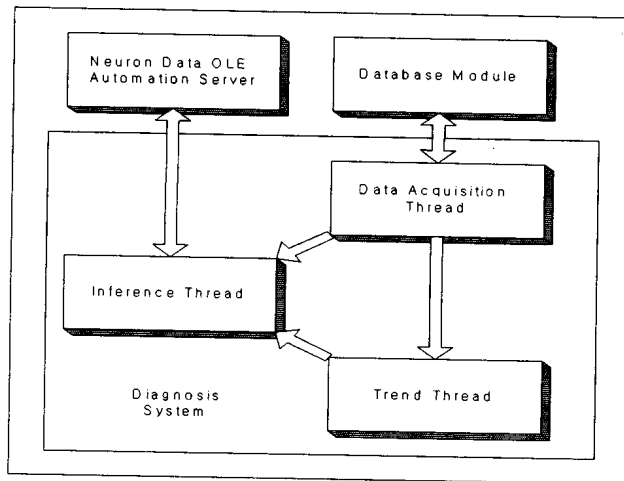 Neuron Data OLE
Automation Server
Database Module
Data Acquisition
Thread
Inference Thread
Diagnosis
System
Trend Thread